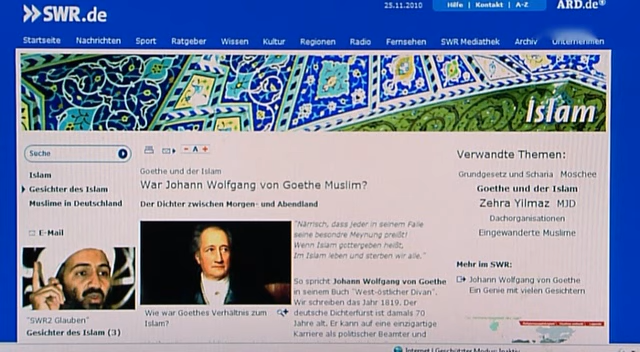 SWR.de
25.11.2010
Hilfe | Kontakt | A-Z
ARD.de
Startseite Nachrichten Sport Ratgeber Wissen Kultur Regionen Radio Fernsehen SWR Mediathek Archiv Unternehmen
Islam
Suche
- A +
Islam
Gesichter des Islam
Muslime in Deutschland
E-Mail
"SWR2 Glauben"
Gesichter des Islam (3)
Goethe und der Islam
War Johann Wolfgang von Goethe Muslim?
Der Dichter zwischen Morgen- und Abendland
"Närrisch, dass jeder in seinem Falle
seine besondre Meynung preißt!
Wenn Islam gottergeben heißt,
Im Islam leben und sterben wir alle."
Wie war Goethes Verhältnis zum
Islam?
So spricht Johann Wolfgang von Goethe
in seinem Buch "West-östlicher Divan".
Wir schreiben das Jahr 1819. Der
deutsche Dichterfürst ist damals 70
Jahre alt. Er kann auf eine einzigartige
Karriere als politischer Beamter und
Verwandte Themen:
Grundgesetz und Scharia Moschee
Goethe und der Islam
Zehra Yilmaz MJD
Dachorganisationen
Eingewanderte Muslime
Mehr im SWR:
Johann Wolfgang von Goethe
Ein Genie mit vielen Gesichtern
Internet | Geschützter Modus: Inaktiv